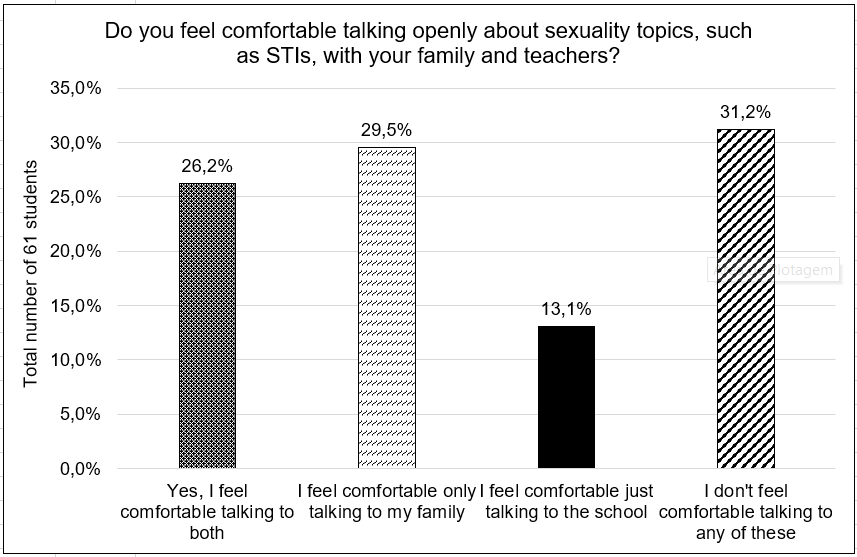 Do you feel comfortable talking openly about sexuality topics, such
as STIs, with your family and teachers?
Total number of 61 students
35,0%
30,0%
25,0%
20,0%
15,0%
10,0%
5,0%
0,0%
26,2%
29,5%
13,1%
31,2%
Yes, I feel
comfortable talking to
both
I feel comfortable only
talking to my family
I feel comfortable just
talking to the school
I don't feel
comfortable talking to
any of these